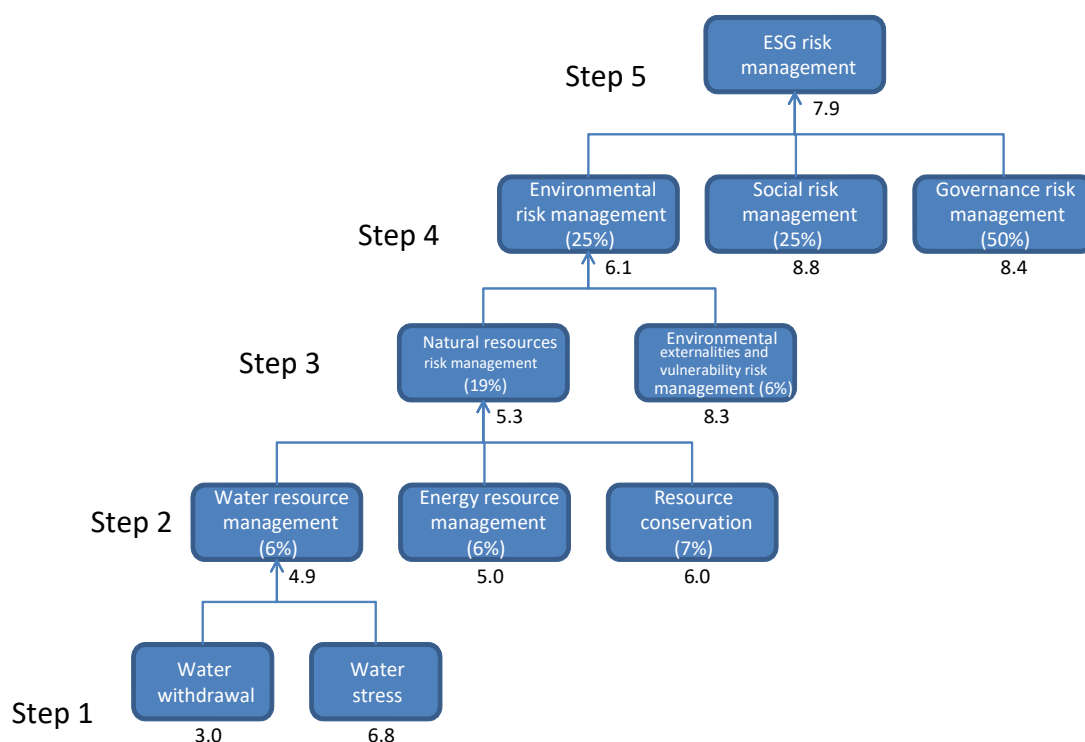 ESG risk
management
Step 5
7.9
Environmental
risk management
(25%)
Social risk
management
(25%)
Governance risk
management
(50%)
Step 4
6.1
8.8
8.4
Natural resources
risk management
(19%)
Environmental
externalities and
vulnerability risk
management (6%)
Step 3
5.3
8.3
Water resource
management
(6%)
Energy resource
management
(6%)
Resource
conservation
(7%)
Step 2
4.9
5.0
6.0
Water
withdrawal
Water
stress
Step 1
3.0
6.8